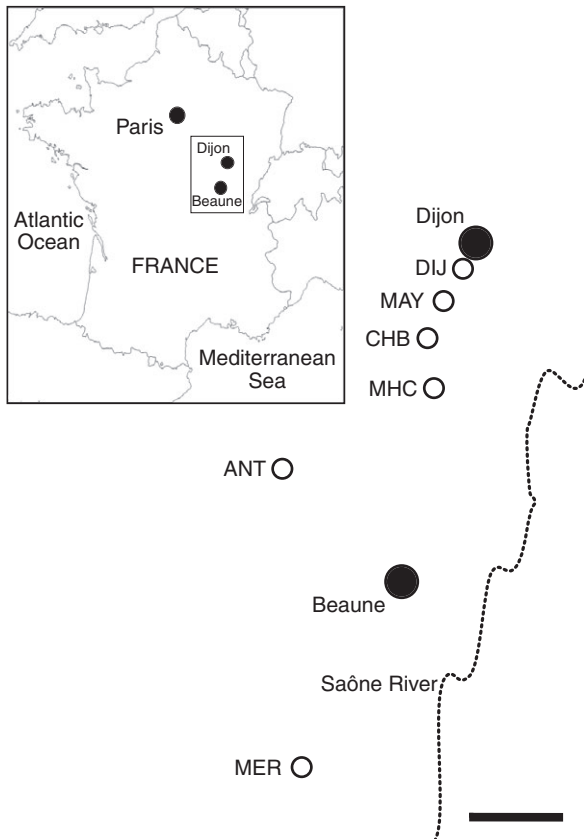 Paris
Dijon
Beaune
Atlantic
Ocean
FRANCE
Mediterranean
Sea
Dijon
DIJ
MAY
CHB
MHC
ANT
Beaune
Saône River
MER